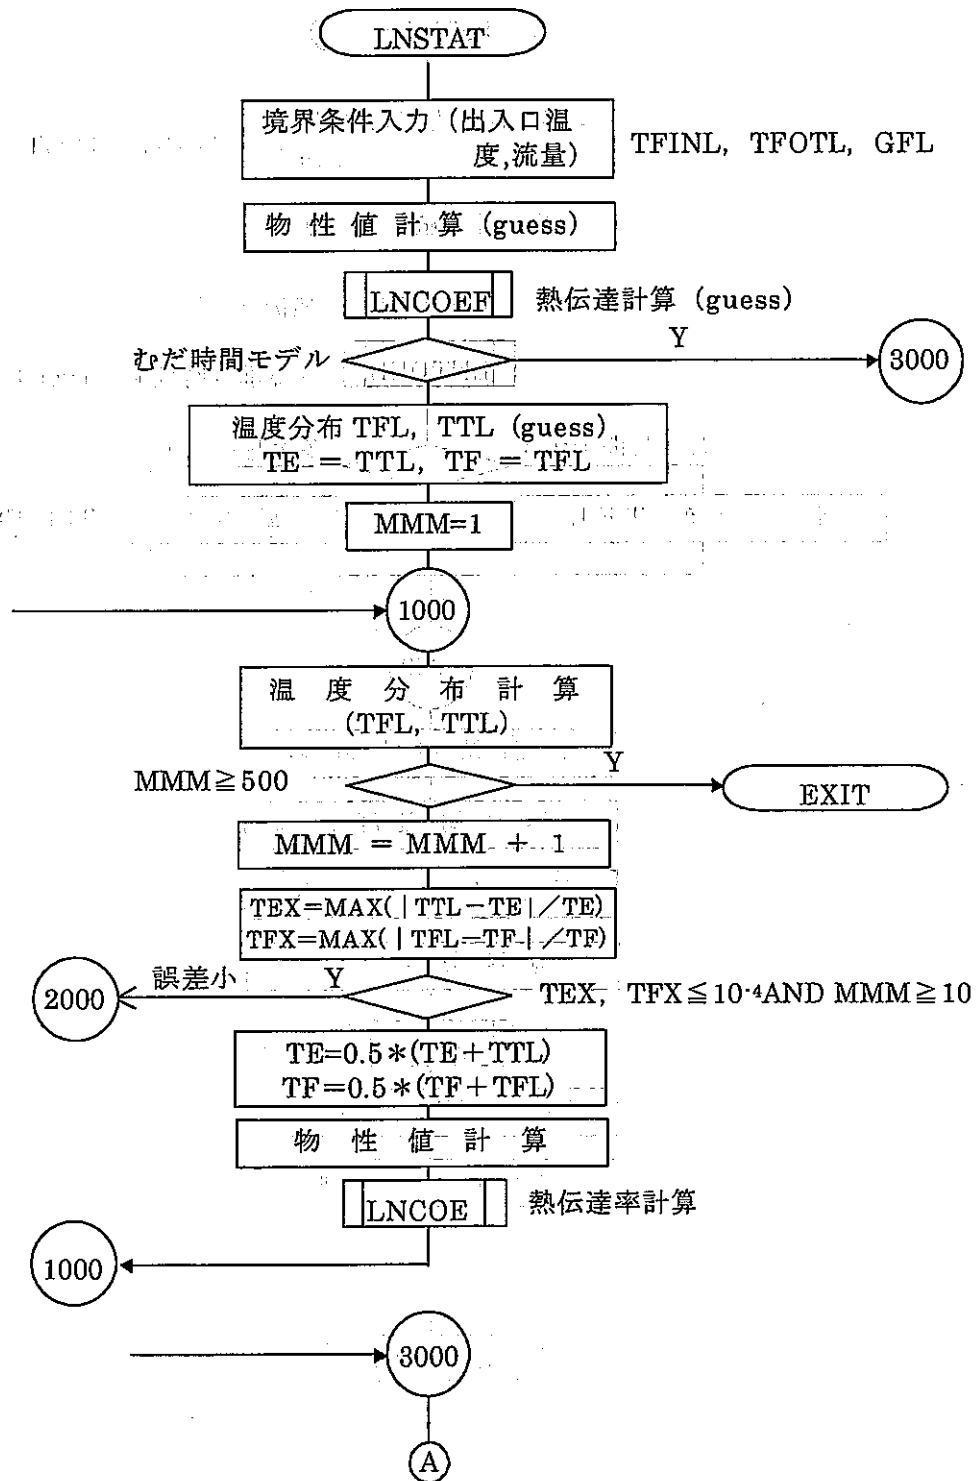 LNSTAT
境界条件入力 (出入口温
度,流量)
TFINL, TFOTL, GFL
物 性 値 計 算 (guess)
LNCOEF
熱伝達計算 (guess)
むだ時間モデル
Y
3000
温度分布 TFL, TTL (guess)
TE = TTL, TF = TFL
MMM=1
1000
温 度 分 布 計 算
(TFL, TTL)
MMM≧500
Y
EXIT
MMM = MMM + 1
TEX=MAX(|TTL-TE|/TE)
TFX=MAX(|TFL-TF|/TF)
2000
誤差小
Y
TEX, TFX≦10⁻⁴AND MMM≧10
TE=0.5*(TE+TTL)
TF=0.5*(TF+TFL)
物 性 値 計 算
LNCOE
熱伝達率計算
1000
3000
A